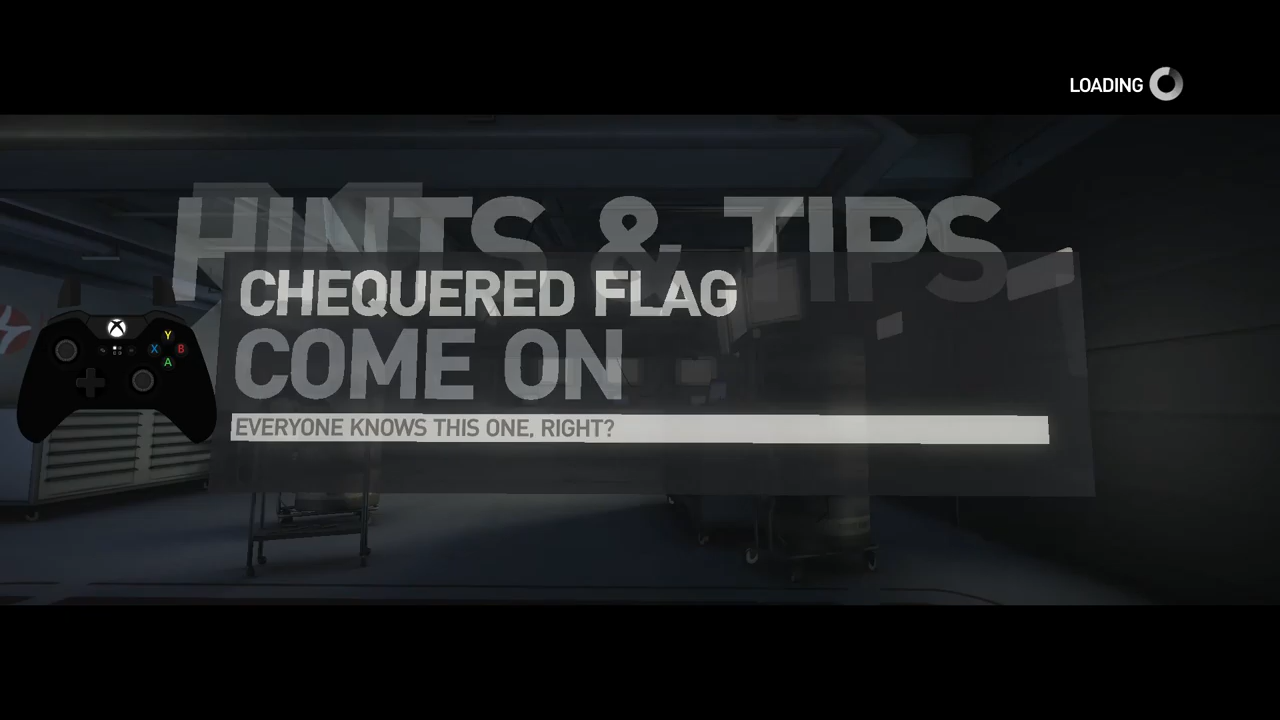 LOADING
HINTS & TIPS
CHEQUERED FLAG
COME ON
EVERYONE KNOWS THIS ONE, RIGHT?
Y
X B
A